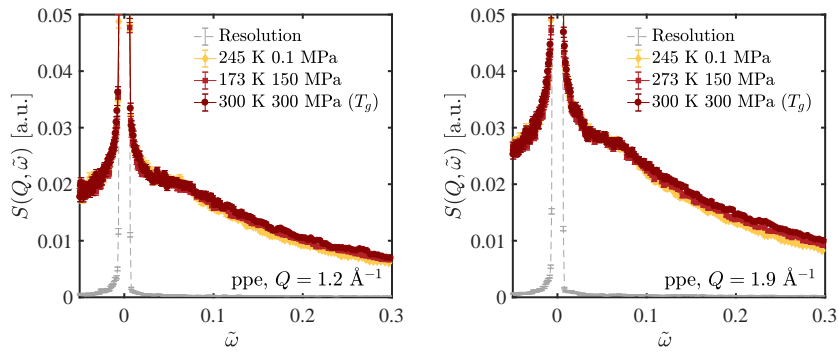 0.05
0.04
0.03
0.02
0.01
0
0
0.1
0.2
0.3
S(Q, ω̃) [a.u.]
ω̃
Resolution
245 K 0.1 MPa
173 K 150 MPa
300 K 300 MPa (T_g)
ppe, Q = 1.2 Å⁻¹
0.05
0.04
0.03
0.02
0.01
0
0
0.1
0.2
0.3
S(Q, ω̃) [a.u.]
ω̃
Resolution
245 K 0.1 MPa
273 K 150 MPa
300 K 300 MPa (T_g)
ppe, Q = 1.9 Å⁻¹